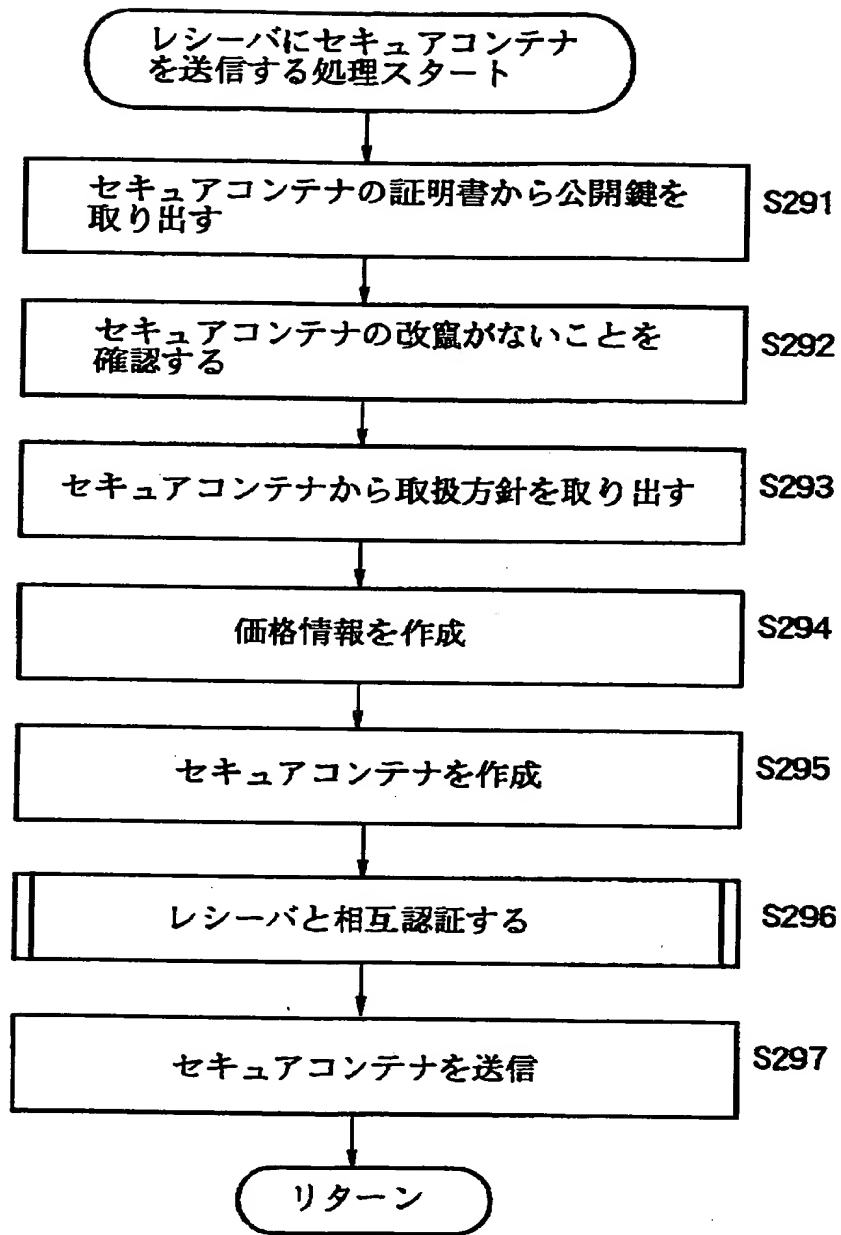 レシーバにセキュアコンテナ
を送信する処理スタート
セキュアコンテナの証明書から公開鍵を
取り出す
S291
セキュアコンテナの改竄がないことを
確認する
S292
セキュアコンテナから取扱方針を取り出す
S293
価格情報を作成
S294
セキュアコンテナを作成
S295
レシーバと相互認証する
S296
セキュアコンテナを送信
S297
リターン